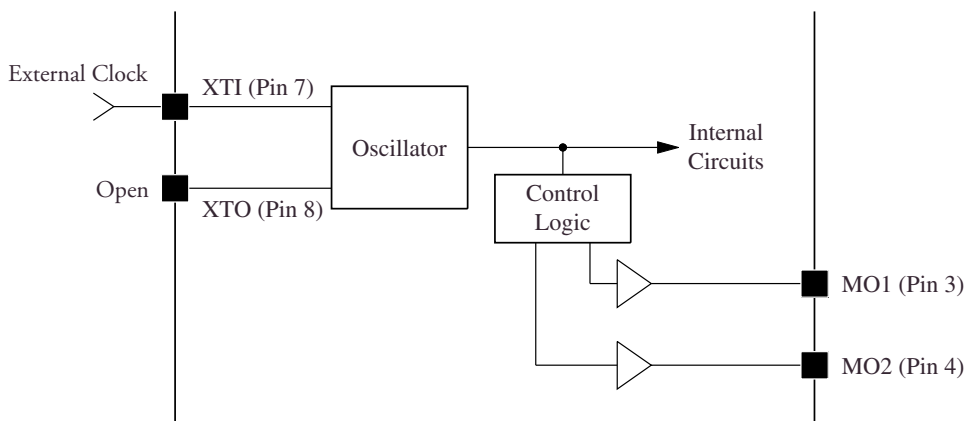 External Clock
XTI (Pin 7)
Oscillator
Internal
Circuits
Open
XTO (Pin 8)
Control
Logic
MO1 (Pin 3)
MO2 (Pin 4)